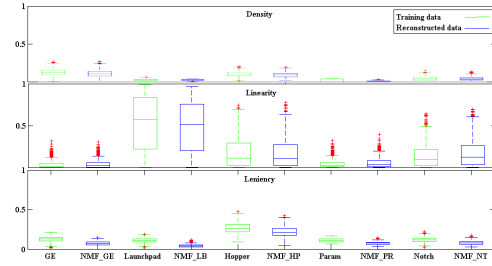 Density
Training data
Reconstructed data
1
0.5
0
Linearity
1
0.5
0
Leniency
1
0.5
0
GE NMF_GE Launchpad NMF_LB Hopper NMF_HP Param NMF_PR Notch NMF_NT